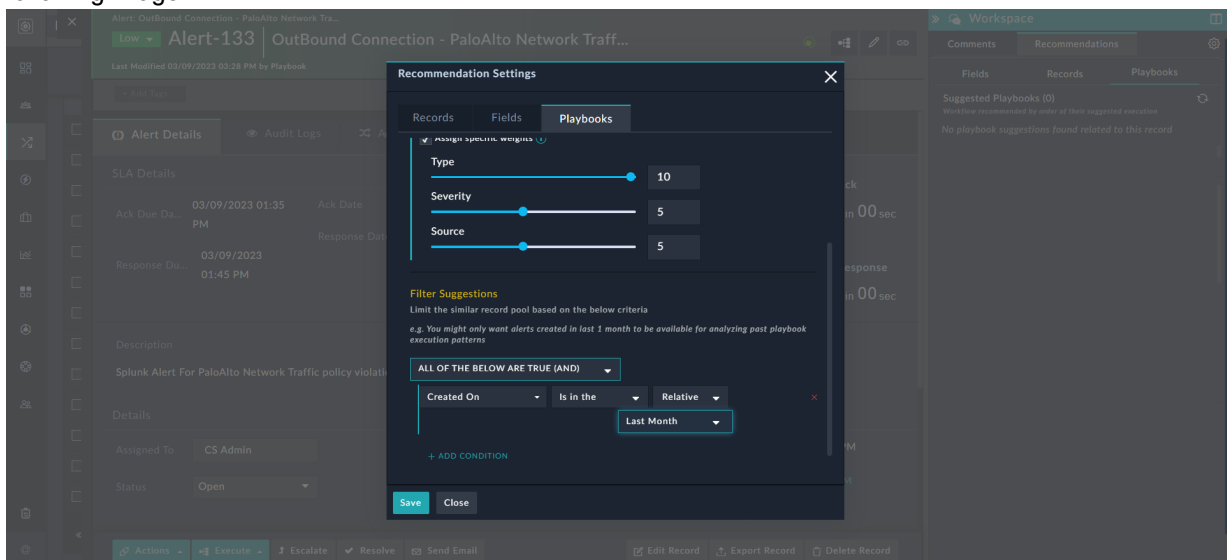 Alert: OutBound Connection - PaloAlto Network Tra...
Low Alert-133 OutBound Connection - PaloAlto Network Traff...
Last Modified 03/09/2023 03:28 PM by Playbook
+ Add Tags
Alert Details Audit Logs
SLA Details
Ack Due Da... 03/09/2023 01:35 PM Ack Date
Response Date
Response Du... 03/09/2023 01:45 PM
in 00 sec
esponse
in 00 sec
Description
Splunk Alert For PaloAlto Network Traffic policy violati
Details
Assigned To CS Admin
Status Open
Actions Execute Escalate Resolve Send Email Edit Record Export Record Delete Record
Recommendation Settings
Records Fields Playbooks
Assign specific weights
Type
10
Severity
5
Source
5
Filter Suggestions
Limit the similar record pool based on the below criteria
e.g. You might only want alerts created in last 1 month to be available for analyzing past playbook
execution patterns
ALL OF THE BELOW ARE TRUE (AND)
Created On Is in the Relative
Last Month
+ ADD CONDITION
Save Close
Workspace
Comments Recommendations
Fields Records Playbooks
Suggested Playbooks (0)
Workflow recommended by order of their suggested execution
No playbook suggestions found related to this record